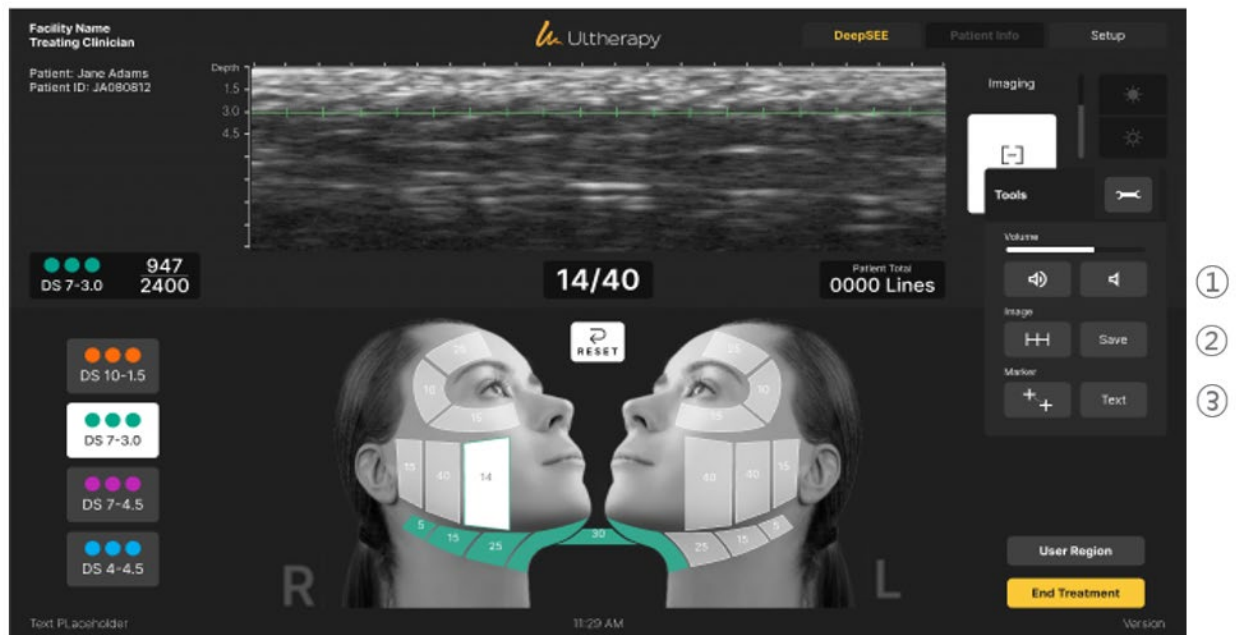 Facility Name
Treating Clinician
Ultherapy
DeepSEE
Patient Info
Setup
Patient: Jane Adams
Patient ID: JA080812
Depth
1.5
3.0
4.5
Imaging
Tools
Volume
①
Image
Save
②
Marker
Text
③
DS 7-3.0
947
2400
14/40
Patient Total
0000 Lines
RESET
DS 10-1.5
DS 7-3.0
DS 7-4.5
DS 4-4.5
25
10
15
15
40
14
5
15
25
30
25
10
15
40
40
15
25
15
5
R
L
User Region
End Treatment
Text PLaceholder
11:29 AM
Version